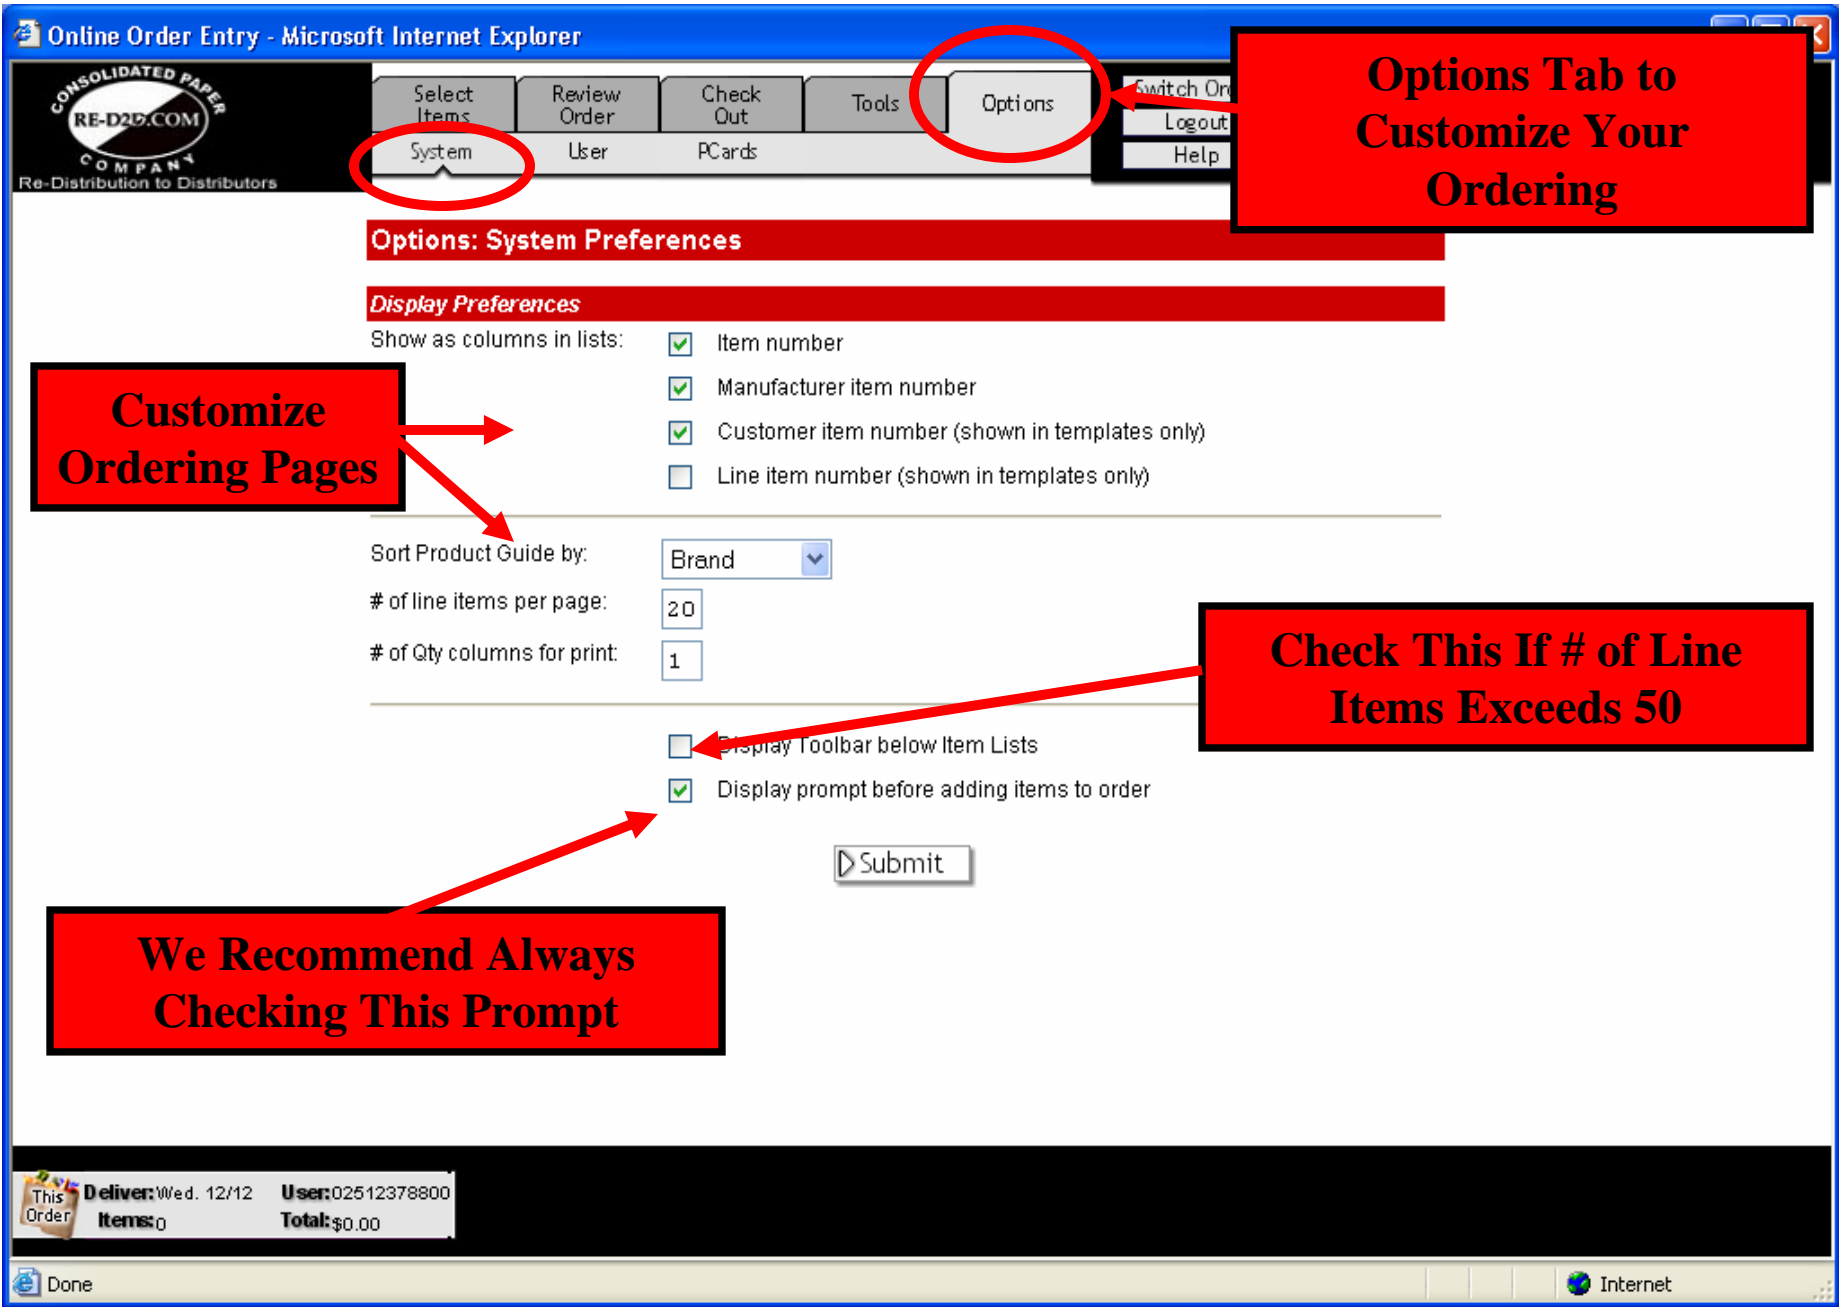 Online Order Entry - Microsoft Internet Explorer
CONSOLIDATED PAPER
RE-D2D.COM
COMPANY
Re-Distribution to Distributors
Select Items
Review Order
Check Out
Tools
Options
System
User
PCards
Logout
Help
Options Tab to
Customize Your
Ordering
Options: System Preferences
Display Preferences
Show as columns in lists:
Item number
Manufacturer item number
Customer item number (shown in templates only)
Line item number (shown in templates only)
Customize
Ordering Pages
Sort Product Guide by:
Brand
# of line items per page:
20
# of Qty columns for print:
1
Check This If # of Line
Items Exceeds 50
Display Toolbar below Item Lists
Display prompt before adding items to order
Submit
We Recommend Always
Checking This Prompt
This Order
Deliver: Wed. 12/12 User: 02512378800
Items: 0 Total: $0.00
Done
Internet